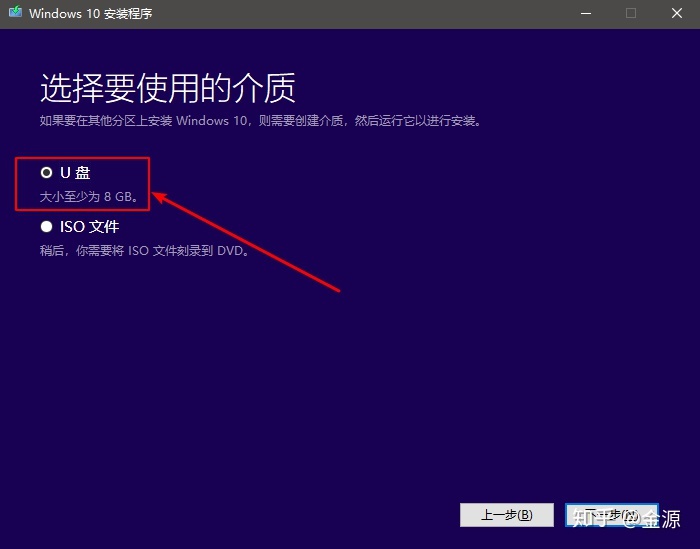 Windows 10 安装程序
选择要使用的介质
如果要在其他分区上安装 Windows 10，则需要创建介质，然后运行它以进行安装。
U 盘
大小至少为 8 GB。
ISO 文件
稍后，你需要将 ISO 文件刻录到 DVD。
上一步(B) 下一步(N)
知乎 @金源